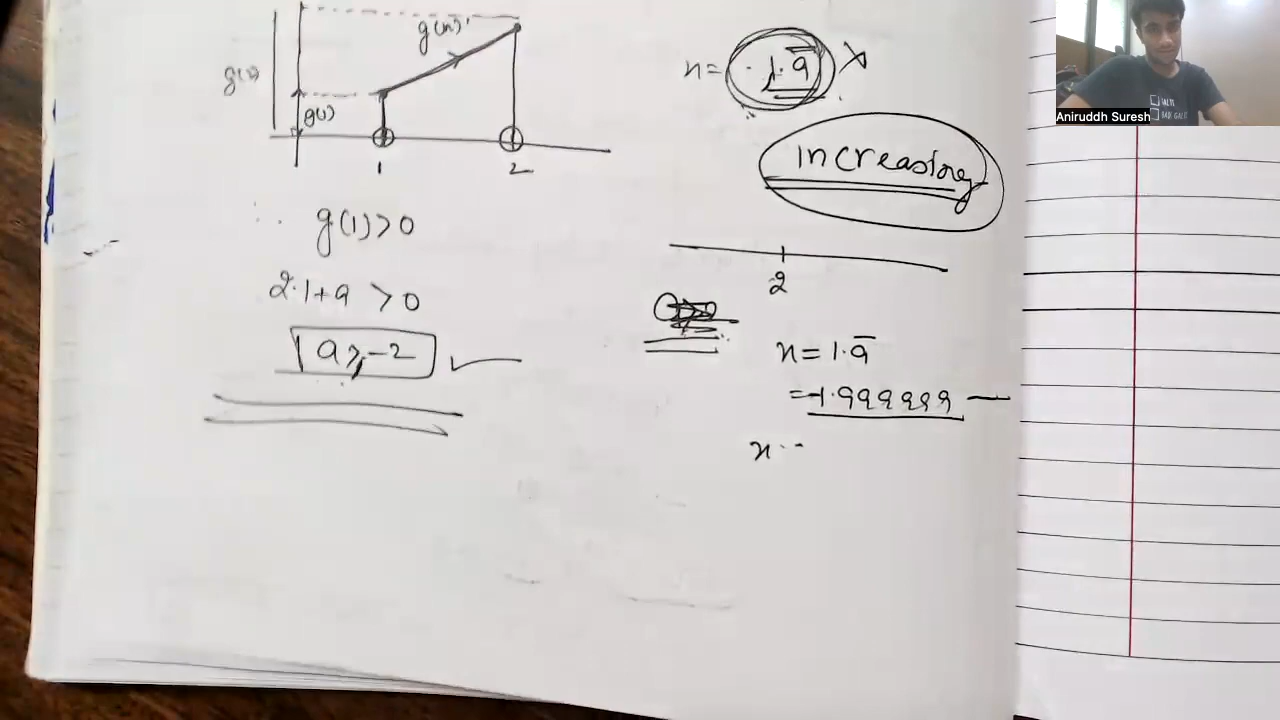 g(x)
g(1)
g(x)
1 2
∴ g(1)>0
2·1+a >0
a>,-2
x= 1.9̅
increasing
2
x=1.9̅
=1.999999
x
Aniruddh Suresh